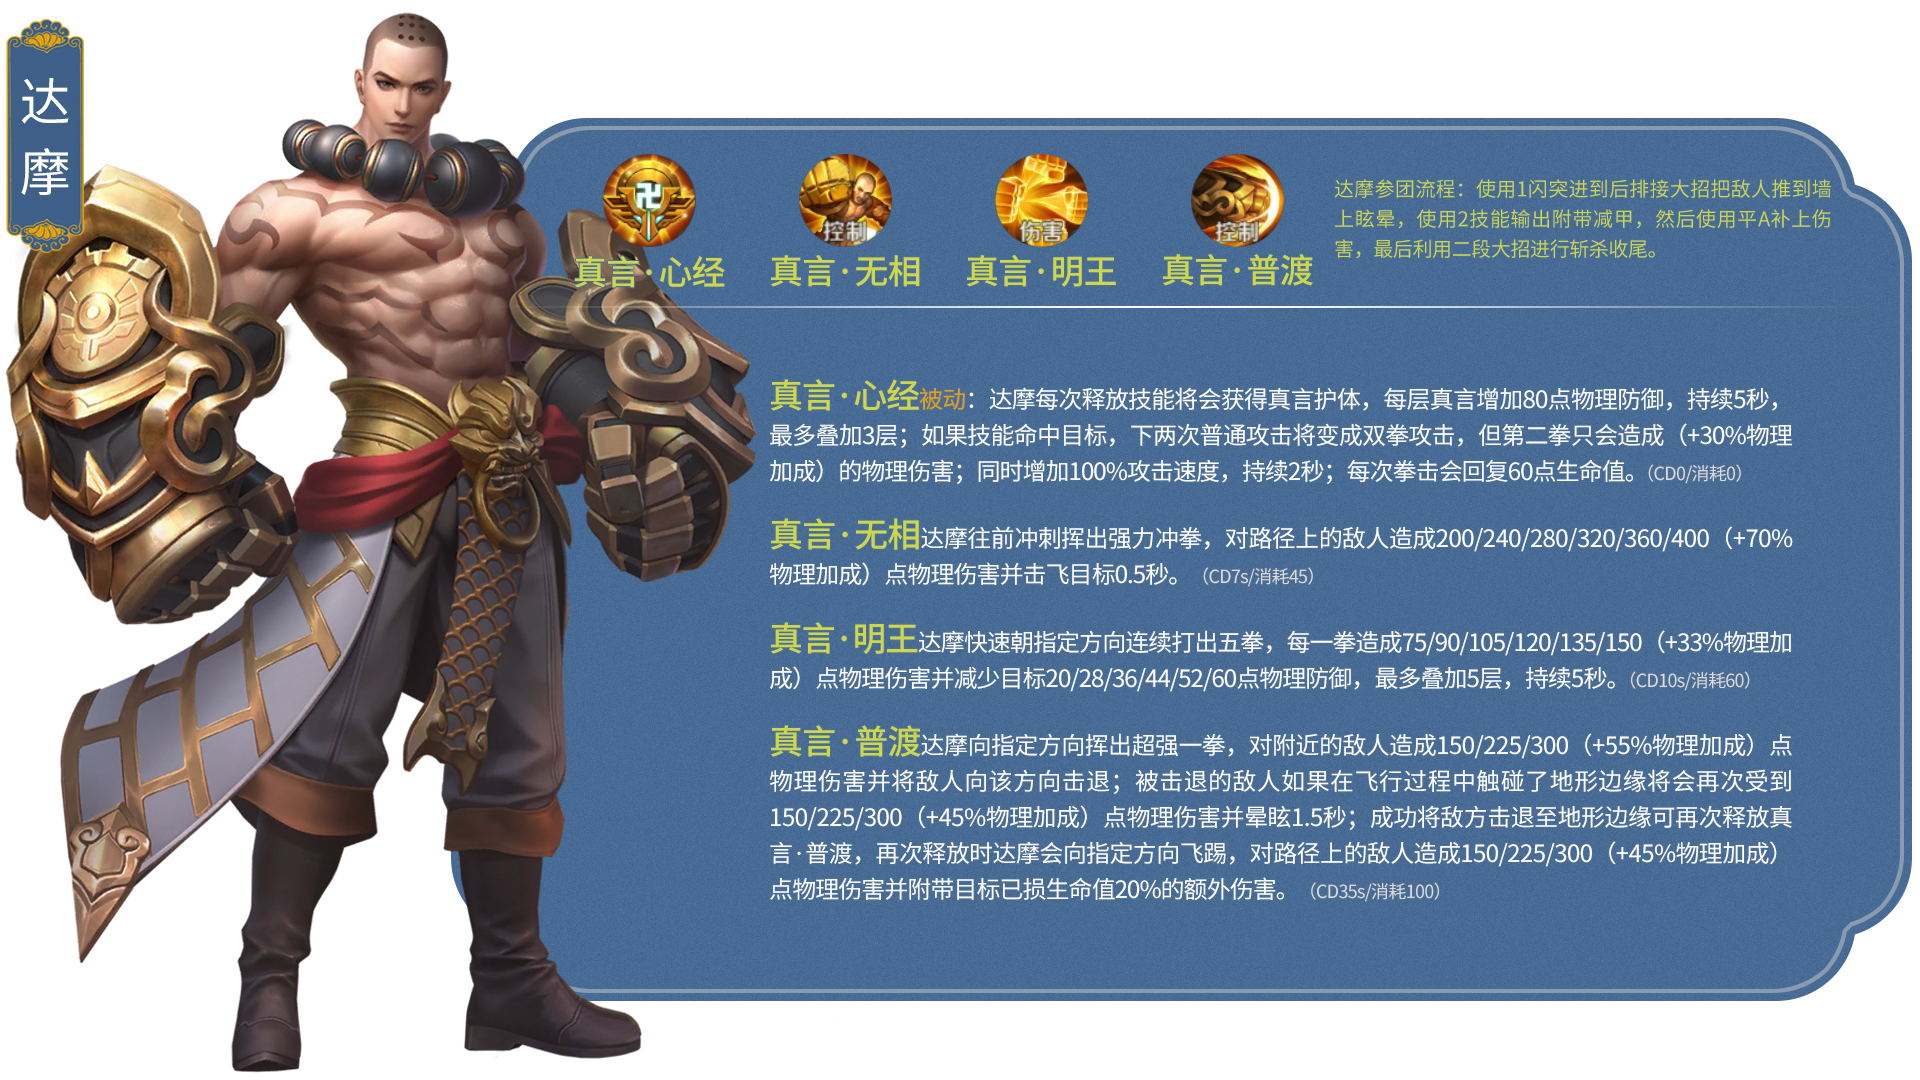 达摩
控制
伤害
控制
真言·心经
真言·无相
真言·明王
真言·普渡
达摩参团流程：使用1闪突进到后排接大招把敌人推到墙
上眩晕，使用2技能输出附带减甲，然后使用平A补上伤
害，最后利用二段大招进行斩杀收尾。
真言·心经被动：达摩每次释放技能将会获得真言护体，每层真言增加80点物理防御，持续5秒，
最多叠加3层；如果技能命中目标，下两次普通攻击将变成双拳攻击，但第二拳只会造成（+30%物理
加成）的物理伤害；同时增加100%攻击速度，持续2秒；每次拳击会回复60点生命值。（CD0/消耗0）
真言·无相达摩往前冲刺挥出强力冲拳，对路径上的敌人造成200/240/280/320/360/400（+70%
物理加成）点物理伤害并击飞目标0.5秒。（CD7s/消耗45）
真言·明王达摩快速朝指定方向连续打出五拳，每一拳造成75/90/105/120/135/150（+33%物理加
成）点物理伤害并减少目标20/28/36/44/52/60点物理防御，最多叠加5层，持续5秒。（CD10s/消耗60）
真言·普渡达摩向指定方向挥出超强一拳，对附近的敌人造成150/225/300（+55%物理加成）点
物理伤害并将敌人向该方向击退；被击退的敌人如果在飞行过程中触碰了地形边缘将会再次受到
150/225/300（+45%物理加成）点物理伤害并晕眩1.5秒；成功将敌方击退至地形边缘可再次释放真
言·普渡，再次释放时达摩会向指定方向飞踢，对路径上的敌人造成150/225/300（+45%物理加成）
点物理伤害并附带目标已损生命值20%的额外伤害。（CD35s/消耗100）